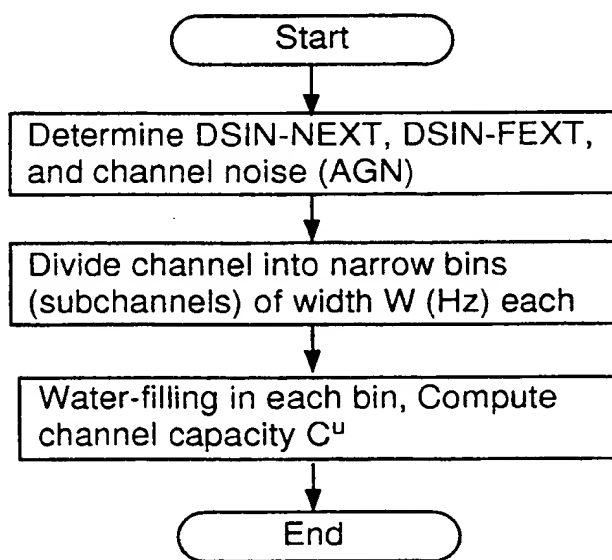 Start
Determine DSIN-NEXT, DSIN-FEXT,
and channel noise (AGN)
Divide channel into narrow bins
(subchannels) of width W (Hz) each
Water-filling in each bin, Compute
channel capacity Cᵘ
End